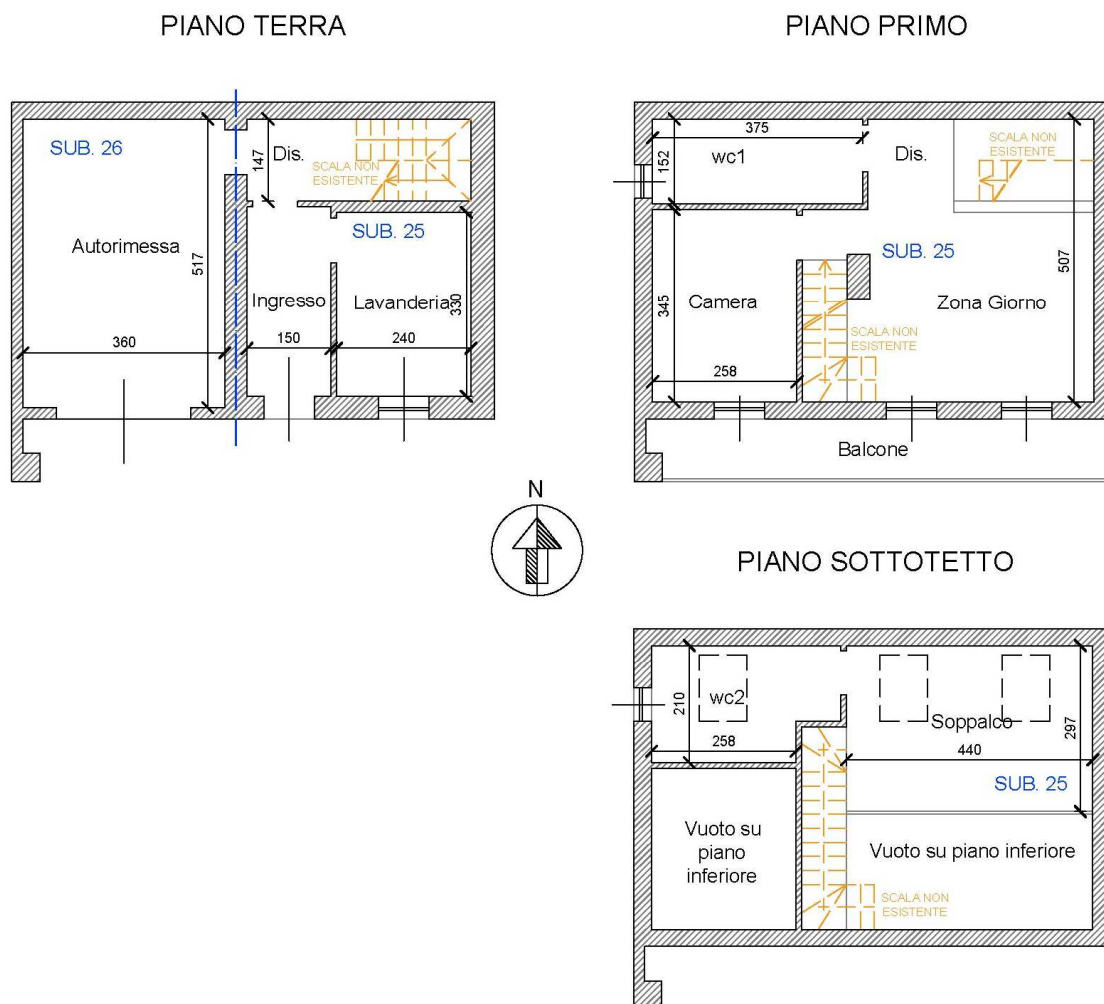 PIANO TERRA
SUB. 26
147
Dis.
SCALA NON
ESISTENTE
SUB. 25
Autorimessa
517
Ingresso
Lavanderia
330
360
150
240
PIANO PRIMO
375
152
wc1
Dis.
SCALA NON
ESISTENTE
SUB. 25
507
345
Camera
Zona Giorno
SCALA NON
ESISTENTE
258
Balcone
N
PIANO SOTTOTETTO
210
wc2
Soppalco
297
258
440
SUB. 25
Vuoto su
piano
inferiore
Vuoto su piano inferiore
SCALA NON
ESISTENTE